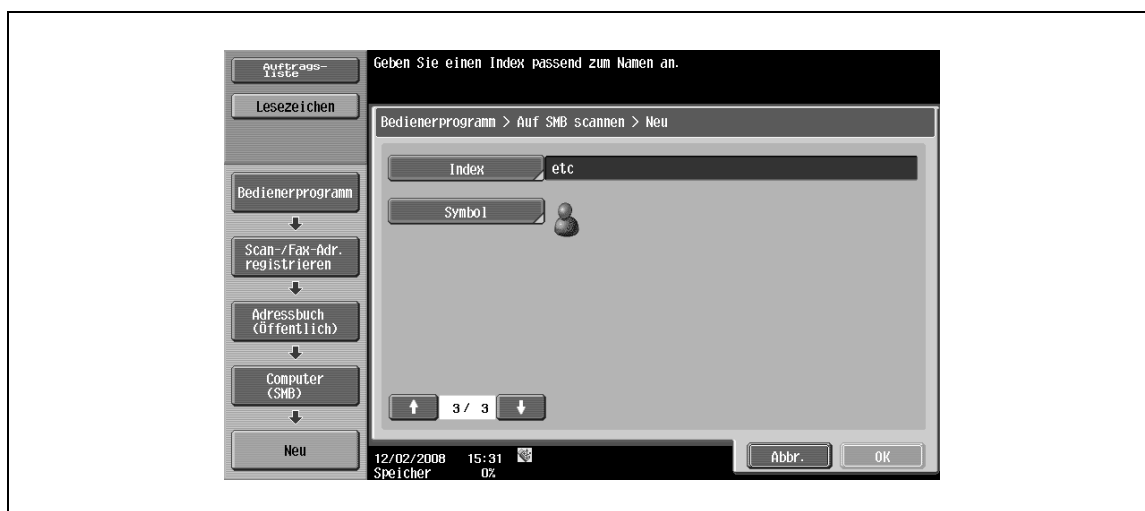 Auftrags-
liste
Lesezeichen
Bedienerprogramm
Scan-/Fax-Adr.
registrieren
Adressbuch
(Öffentlich)
Computer
(SMB)
Neu
Geben Sie einen Index passend zum Namen an.
Bedienerprogramm > Auf SMB scannen > Neu
Index etc
Symbol
3/ 3
12/02/2008 15:31
Speicher 0%
Abbr. OK